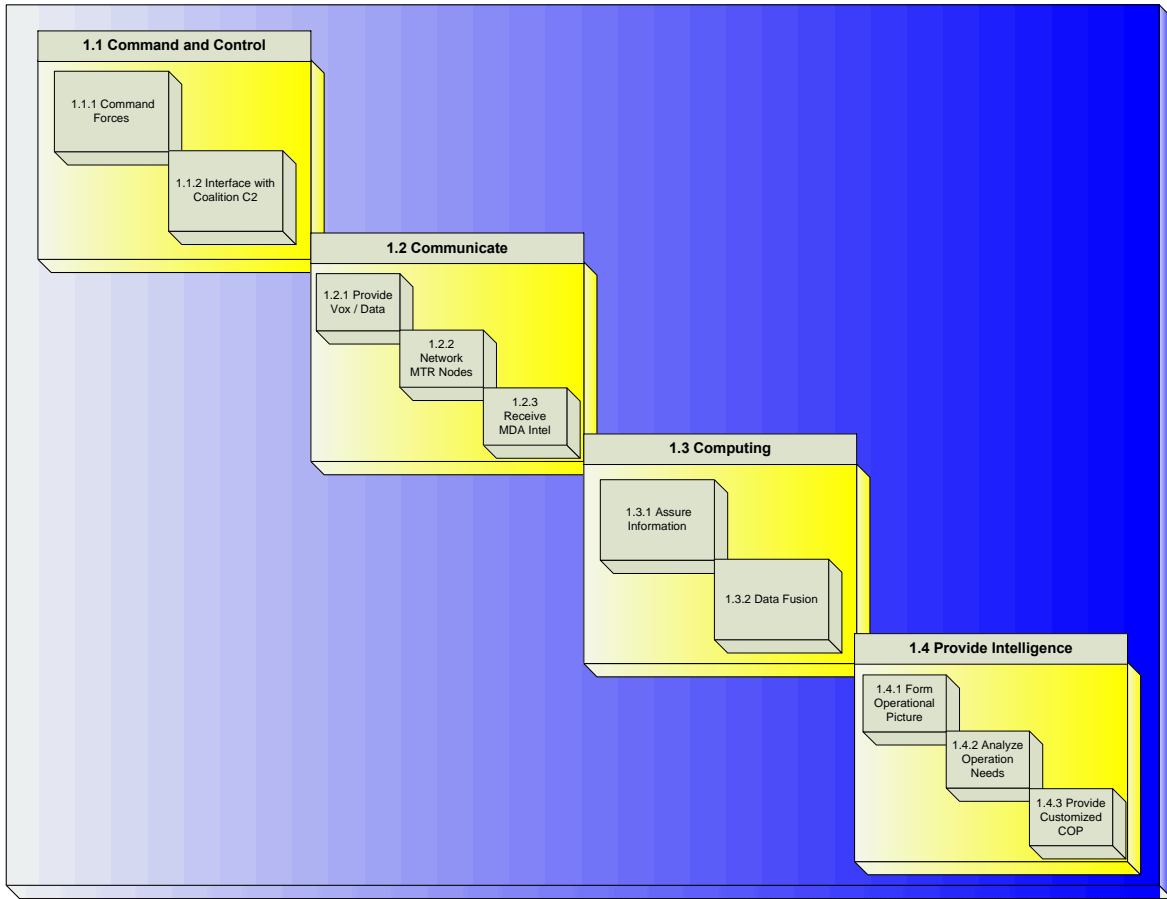 1.1 Command and Control
1.1.1 Command
Forces
1.1.2 Interface with
Coalition C2
1.2 Communicate
1.2.1 Provide
Vox / Data
1.2.2
Network
MTR Nodes
1.2.3
Receive
MDA Intel
1.3 Computing
1.3.1 Assure
Information
1.3.2 Data Fusion
1.4 Provide Intelligence
1.4.1 Form
Operational
Picture
1.4.2 Analyze
Operation
Needs
1.4.3 Provide
Customized
COP